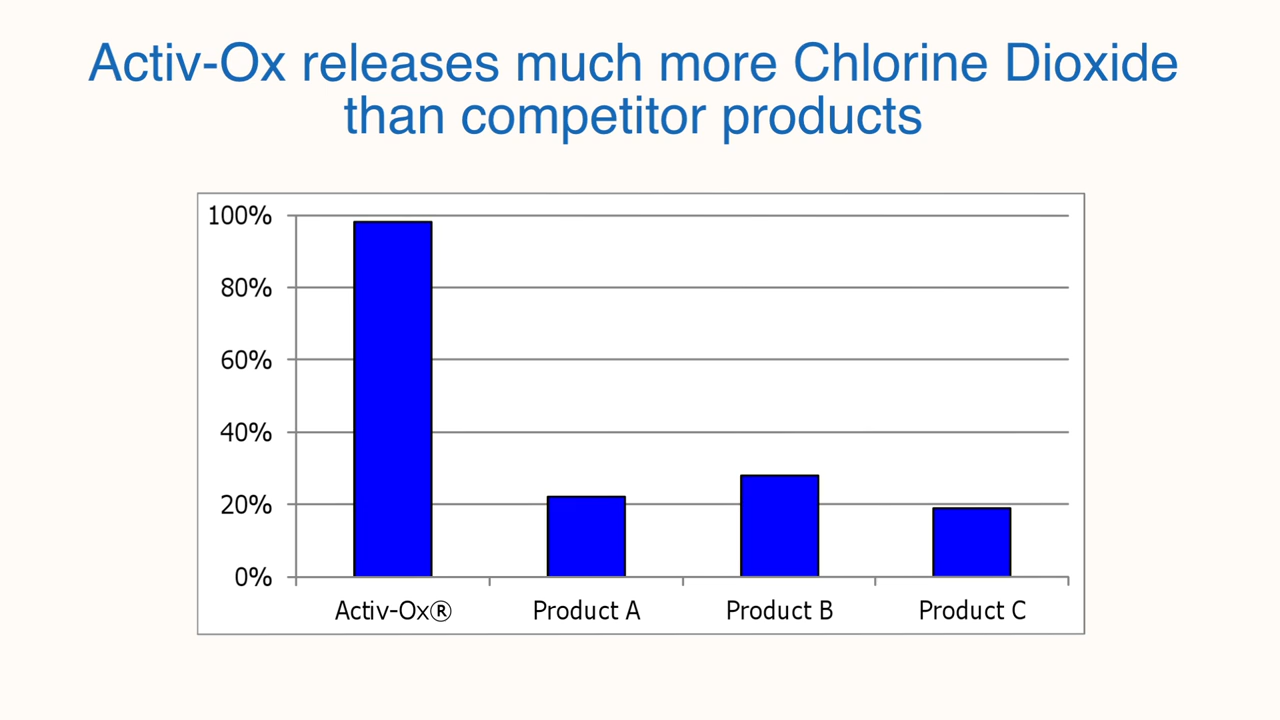 Activ-Ox releases much more Chlorine Dioxide
than competitor products
100%
80%
60%
40%
20%
0%
Activ-Ox® Product A Product B Product C